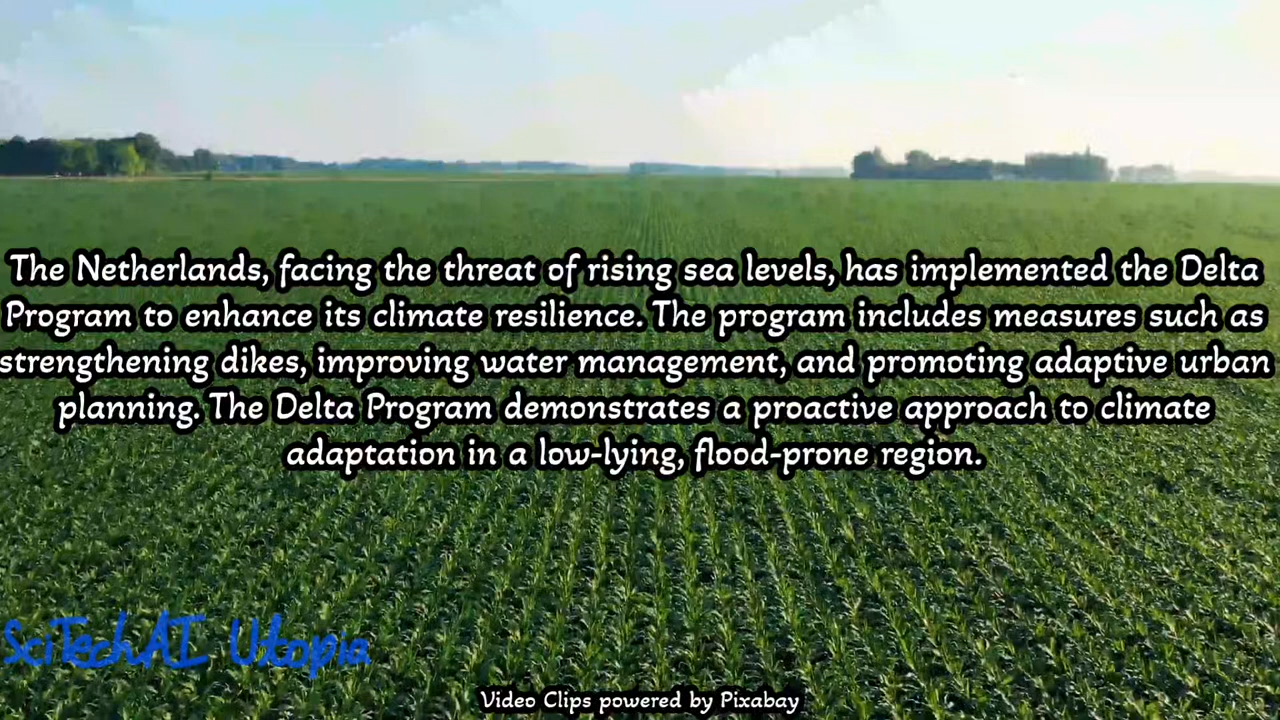 The Netherlands, facing the threat of rising sea levels, has implemented the Delta
Program to enhance its climate resilience. The program includes measures such as
strengthening dikes, improving water management, and promoting adaptive urban
planning. The Delta Program demonstrates a proactive approach to climate
adaptation in a low-lying, flood-prone region.
SciTechAI Utopia
Video Clips powered by Pixabay